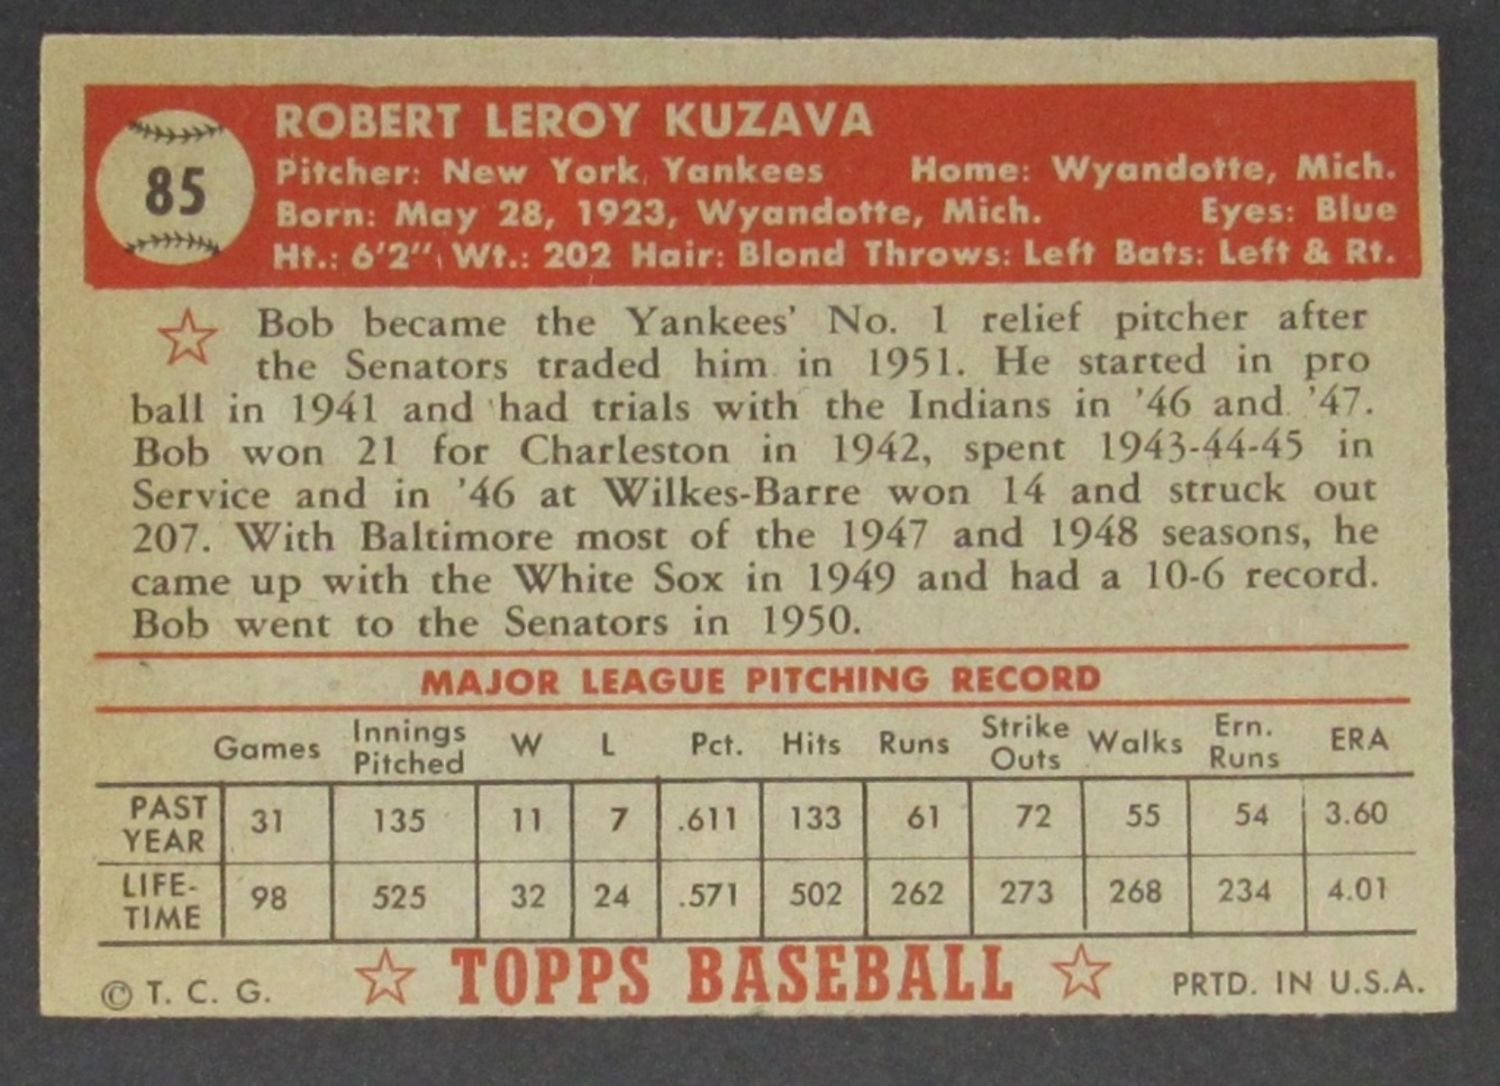 85
ROBERT LEROY KUZAVA
Pitcher: New York Yankees Home: Wyandotte, Mich.
Born: May 28, 1923, Wyandotte, Mich. Eyes: Blue
Ht.: 6'2" Wt.: 202 Hair: Blond Throws: Left Bats: Left & Rt.
Bob became the Yankees' No. 1 relief pitcher after
the Senators traded him in 1951. He started in pro
ball in 1941 and had trials with the Indians in '46 and '47.
Bob won 21 for Charleston in 1942, spent 1943-44-45 in
Service and in '46 at Wilkes-Barre won 14 and struck out
207. With Baltimore most of the 1947 and 1948 seasons, he
came up with the White Sox in 1949 and had a 10-6 record.
Bob went to the Senators in 1950.
MAJOR LEAGUE PITCHING RECORD
Games Innings Pitched W L Pct. Hits Runs Strike Outs Walks Ern. Runs ERA
PAST YEAR 31 135 11 7 .611 133 61 72 55 54 3.60
LIFE-TIME 98 525 32 24 .571 502 262 273 268 234 4.01
© T. C. G. TOPPS BASEBALL PRTD. IN U.S.A.